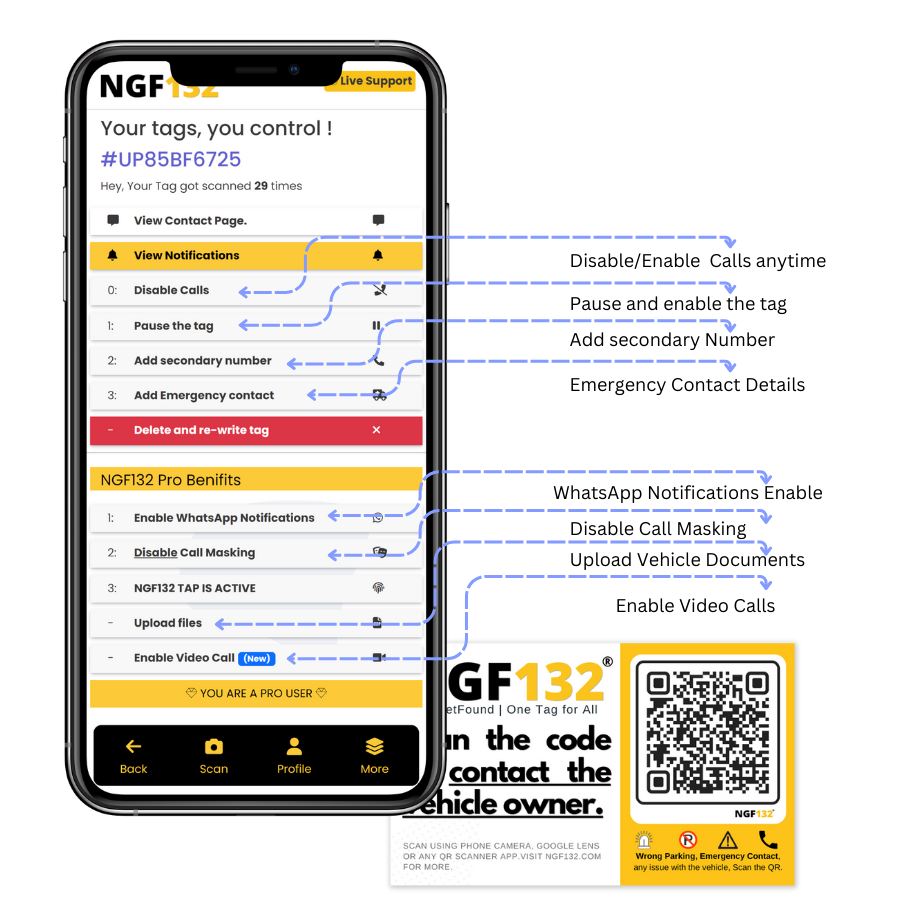 NGF132
Live Support
Your tags, you control !
#UP85BF6725
Hey, Your Tag got scanned 29 times
View Contact Page.
View Notifications
0: Disable Calls
1: Pause the tag
2: Add secondary number
3: Add Emergency contact
- Delete and re-write tag
NGF132 Pro Benifits
1: Enable WhatsApp Notifications
2: Disable Call Masking
3: NGF132 TAP IS ACTIVE
- Upload files
- Enable Video Call (New)
YOU ARE A PRO USER
Back Scan Profile More
Disable/Enable Calls anytime
Pause and enable the tag
Add secondary Number
Emergency Contact Details
WhatsApp Notifications Enable
Disable Call Masking
Upload Vehicle Documents
Enable Video Calls
GF132®
etFound | One Tag for All
an the code
contact the
vehicle owner.
SCAN USING PHONE CAMERA, GOOGLE LENS
OR ANY QR SCANNER APP.VISIT NGF132.COM
FOR MORE.
NGF132
Wrong Parking, Emergency Contact,
any issue with the vehicle, Scan the QR.